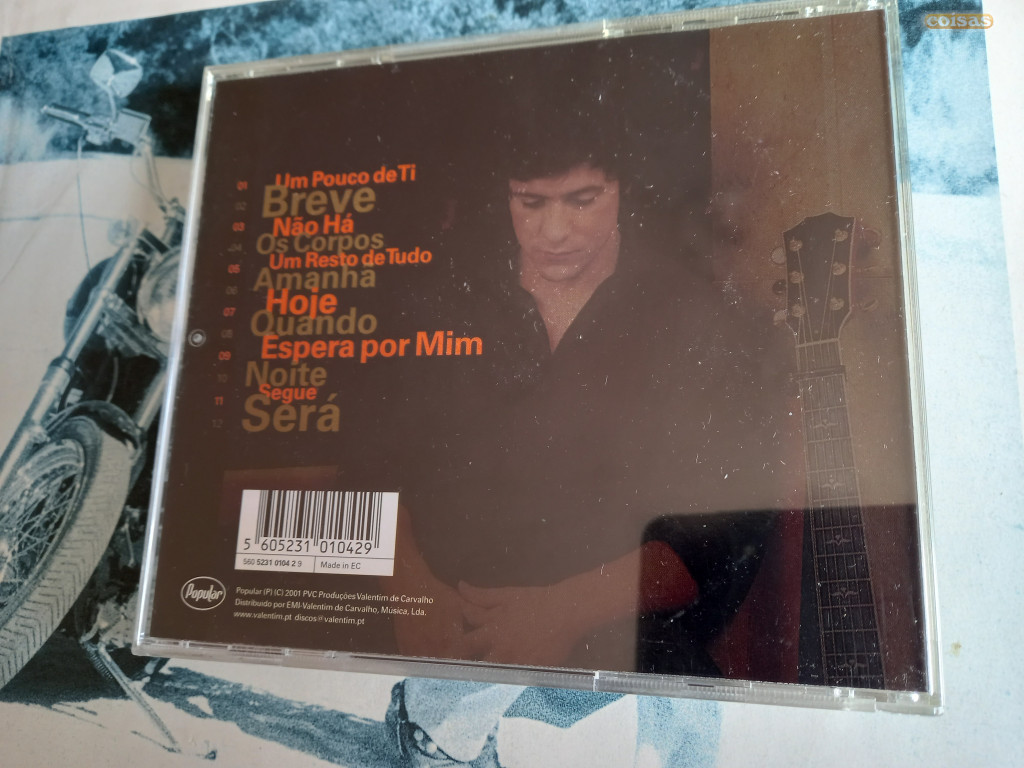 coisas
01 Um Pouco de Ti
02 Breve
03 Não Há
04 Os Corpos
05 Um Resto de Tudo
06 Amanhã
07 Hoje
08 Quando
09 Espera por Mim
10 Noite
11 Segue
12 Será
5 605231 010429
560 5231 0104 2 9 Made in EC
Popular
Popular (P) (C) 2001 PVC Produções Valentim de Carvalho
Distribuido por EMI-Valentim de Carvalho, Música, Lda.
www.valentim.pt discos@valentim.pt